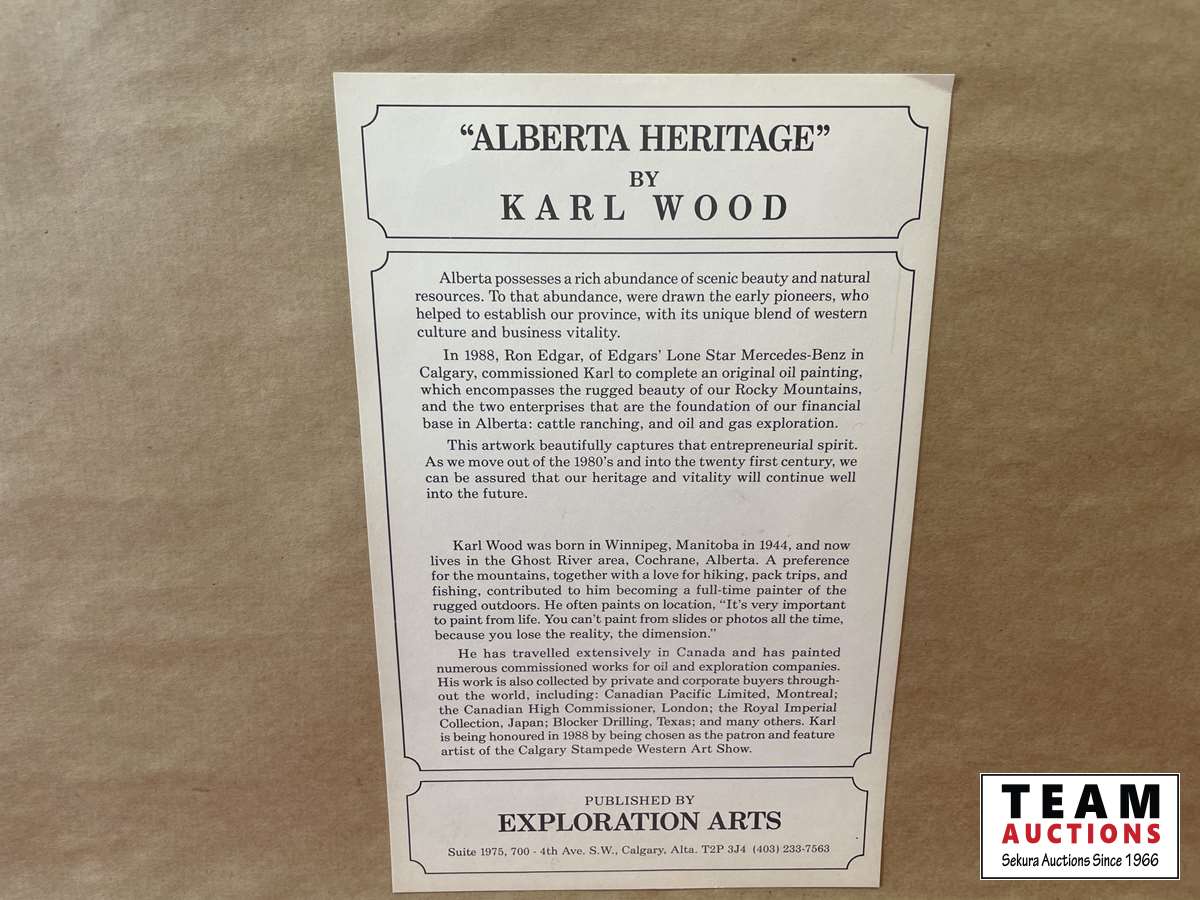 "ALBERTA HERITAGE"
BY
KARL WOOD
Alberta possesses a rich abundance of scenic beauty and natural
resources. To that abundance, were drawn the early pioneers, who
helped to establish our province, with its unique blend of western
culture and business vitality.
In 1988, Ron Edgar, of Edgars' Lone Star Mercedes-Benz in
Calgary, commissioned Karl to complete an original oil painting,
which encompasses the rugged beauty of our Rocky Mountains,
and the two enterprises that are the foundation of our financial
base in Alberta: cattle ranching, and oil and gas exploration.
This artwork beautifully captures that entrepreneurial spirit.
As we move out of the 1980's and into the twenty first century, we
can be assured that our heritage and vitality will continue well
into the future.
Karl Wood was born in Winnipeg, Manitoba in 1944, and now
lives in the Ghost River area, Cochrane, Alberta. A preference
for the mountains, together with a love for hiking, pack trips, and
fishing, contributed to him becoming a full-time painter of the
rugged outdoors. He often paints on location, "It's very important
to paint from life. You can't paint from slides or photos all the time,
because you lose the reality, the dimension."
He has travelled extensively in Canada and has painted
numerous commissioned works for oil and exploration companies.
His work is also collected by private and corporate buyers through-
out the world, including: Canadian Pacific Limited, Montreal;
the Canadian High Commissioner, London; the Royal Imperial
Collection, Japan; Blocker Drilling, Texas; and many others. Karl
is being honoured in 1988 by being chosen as the patron and feature
artist of the Calgary Stampede Western Art Show.
PUBLISHED BY
EXPLORATION ARTS
Suite 1975, 700 - 4th Ave. S.W., Calgary, Alta. T2P 3J4 (403) 233-7563
TEAM
AUCTIONS
Sekura Auctions Since 1966